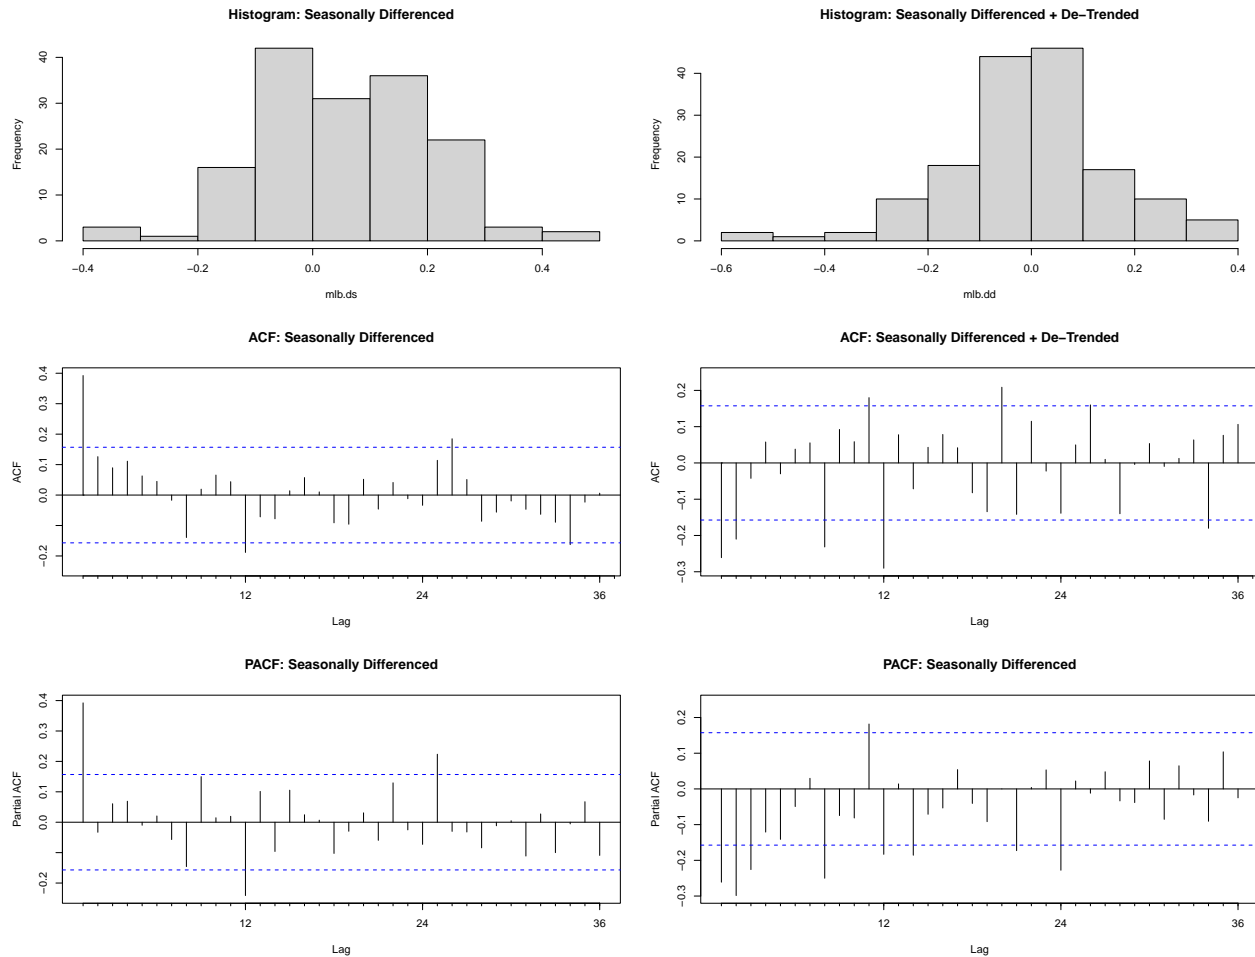 Histogram: Seasonally Differenced
Frequency
0 10 20 30 40
−0.4 −0.2 0.0 0.2 0.4
mlb.ds
Histogram: Seasonally Differenced + De−Trended
Frequency
0 10 20 30 40
−0.6 −0.4 −0.2 0.0 0.2 0.4
mlb.dd
ACF: Seasonally Differenced
ACF
−0.2 0.0 0.1 0.2 0.3 0.4
12 24 36
Lag
ACF: Seasonally Differenced + De−Trended
ACF
−0.3 −0.2 −0.1 0.0 0.1 0.2
12 24 36
Lag
PACF: Seasonally Differenced
Partial ACF
−0.2 0.0 0.1 0.2 0.3 0.4
12 24 36
Lag
PACF: Seasonally Differenced
Partial ACF
−0.3 −0.2 −0.1 0.0 0.1 0.2
12 24 36
Lag